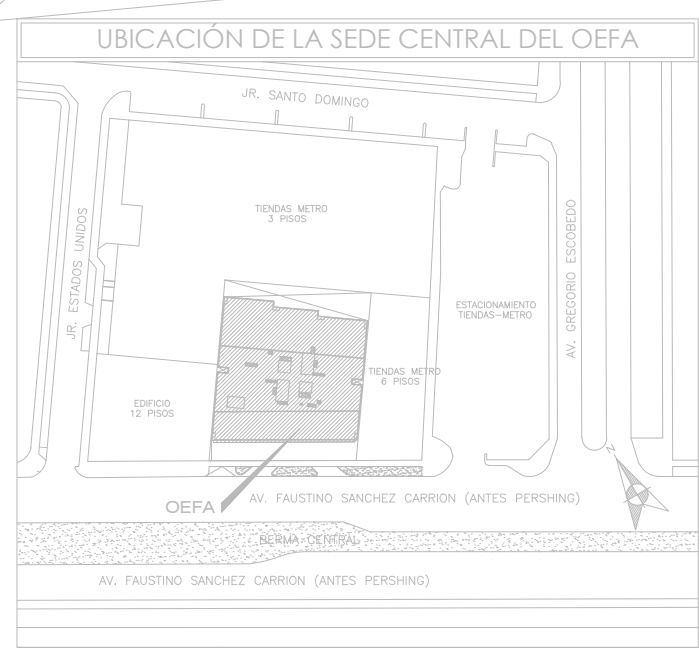 UBICACIÓN DE LA SEDE CENTRAL DEL OEFA
JR. SANTO DOMINGO
TIENDAS METRO
3 PISOS
JR. ESTADOS UNIDOS
AV. GREGORIO ESCOBEDO
ESTACIONAMIENTO
TIENDAS-METRO
TIENDAS METRO
6 PISOS
EDIFICIO
12 PISOS
N
OEFA
AV. FAUSTINO SANCHEZ CARRION (ANTES PERSHING)
BERMA CENTRAL
AV. FAUSTINO SANCHEZ CARRION (ANTES PERSHING)